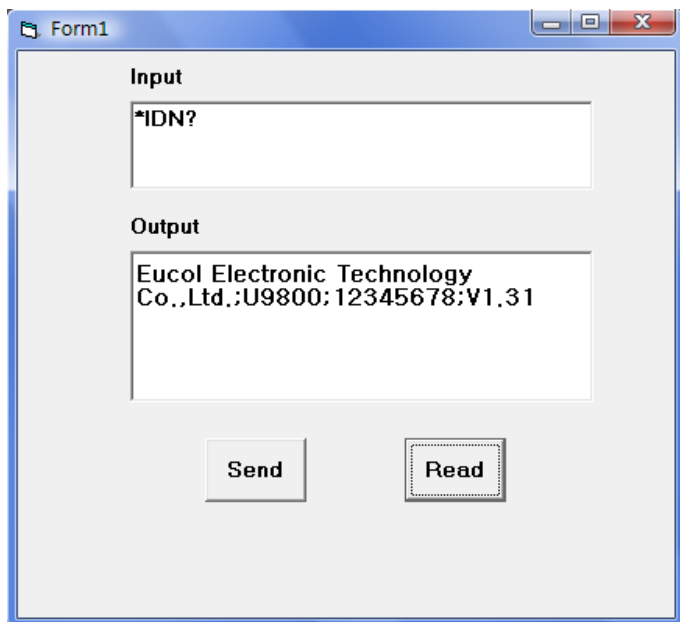 Form1
Input
*IDN?
Output
Eucol Electronic Technology
Co.,Ltd.;U9800;12345678;V1.31
Send
Read